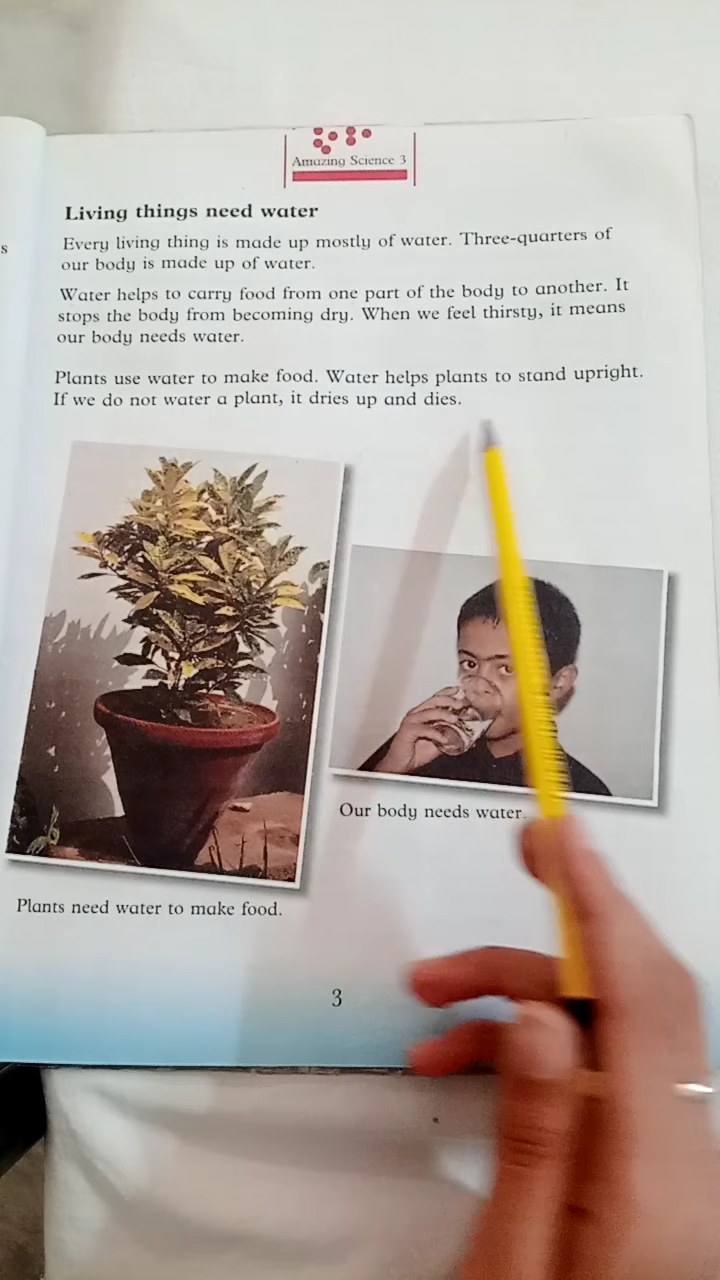 s
Amazing Science 3
Living things need water
Every living thing is made up mostly of water. Three-quarters of
our body is made up of water.
Water helps to carry food from one part of the body to another. It
stops the body from becoming dry. When we feel thirsty, it means
our body needs water.
Plants use water to make food. Water helps plants to stand upright.
If we do not water a plant, it dries up and dies.
Our body needs water.
Plants need water to make food.
3